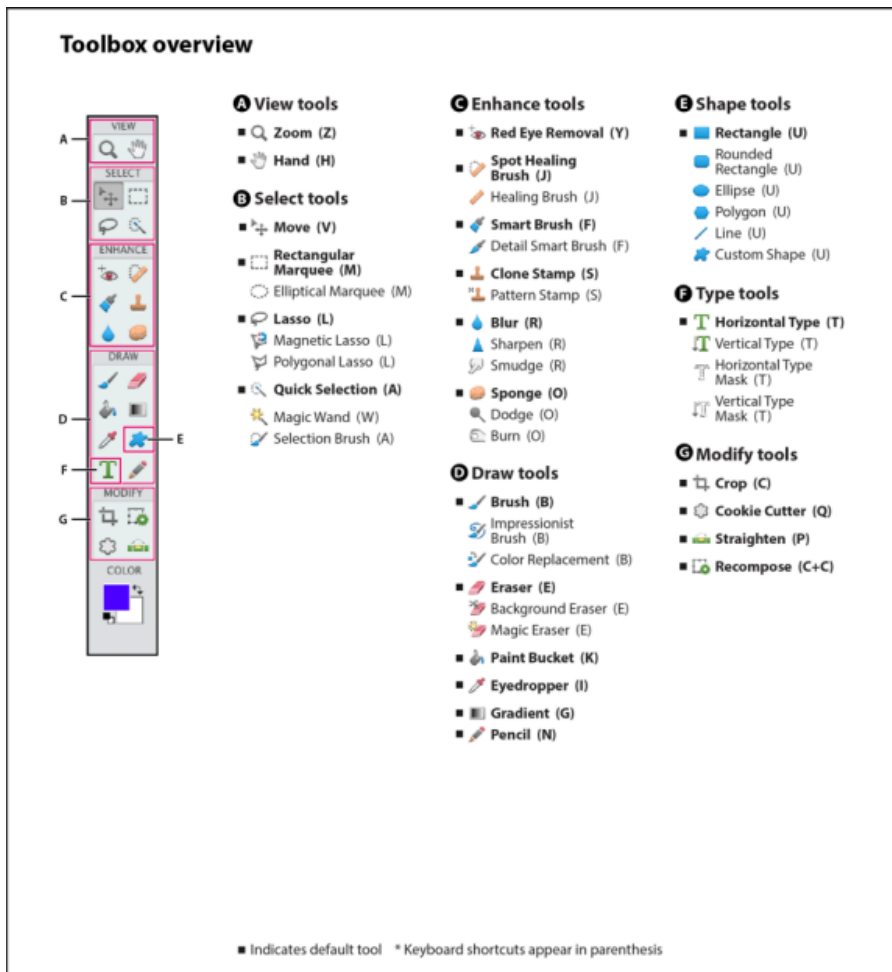 Toolbox overview
VIEW
A
SELECT
B
ENHANCE
C
DRAW
D
E
F
T
MODIFY
G
COLOR
A View tools
Zoom (Z)
Hand (H)
B Select tools
Move (V)
Rectangular
Marquee (M)
Elliptical Marquee (M)
Lasso (L)
Magnetic Lasso (L)
Polygonal Lasso (L)
Quick Selection (A)
Magic Wand (W)
Selection Brush (A)
C Enhance tools
Red Eye Removal (Y)
Spot Healing
Brush (J)
Healing Brush (J)
Smart Brush (F)
Detail Smart Brush (F)
Clone Stamp (S)
Pattern Stamp (S)
Blur (R)
Sharpen (R)
Smudge (R)
Sponge (O)
Dodge (O)
Burn (O)
D Draw tools
Brush (B)
Impressionist
Brush (B)
Color Replacement (B)
Eraser (E)
Background Eraser (E)
Magic Eraser (E)
Paint Bucket (K)
Eyedropper (I)
Gradient (G)
Pencil (N)
E Shape tools
Rectangle (U)
Rounded
Rectangle (U)
Ellipse (U)
Polygon (U)
Line (U)
Custom Shape (U)
F Type tools
T Horizontal Type (T)
T Vertical Type (T)
T Horizontal Type
Mask (T)
T Vertical Type
Mask (T)
G Modify tools
Crop (C)
Cookie Cutter (Q)
Straighten (P)
Recompose (C+C)
■ Indicates default tool * Keyboard shortcuts appear in parenthesis